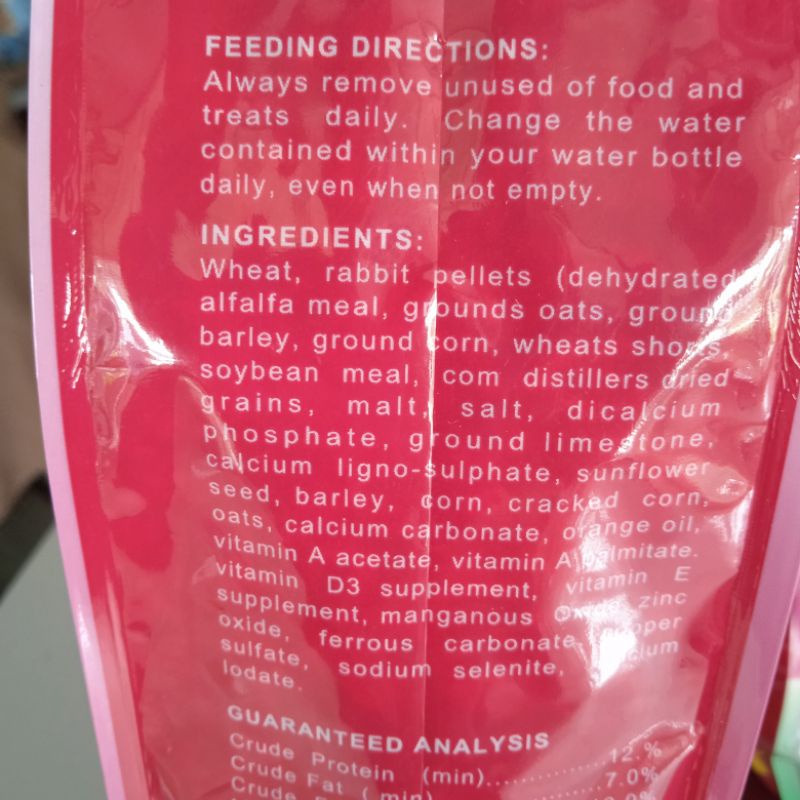 FEEDING DIRECTIONS:
Always remove unused of food and
treats daily. Change the water
contained within your water bottle
daily, even when not empty.
INGREDIENTS:
Wheat, rabbit pellets (dehydrated
alfalfa meal, grounds oats, ground
barley, ground corn, wheats shorts,
soybean meal, com distillers dried
grains, malt, salt, dicalcium
phosphate, ground limestone,
calcium ligno-sulphate, sunflower
seed, barley, corn, cracked corn,
oats, calcium carbonate, orange oil,
vitamin A acetate, vitamin A palmitate.
vitamin D3 supplement, vitamin E
supplement, manganous Oxide zinc
oxide, ferrous carbonate
sulfate, sodium selenite,
Iodate.
GUARANTEED ANALYSIS
Crude Protein (min)..............12.%
Crude Fat (min) 7.0%
Crude